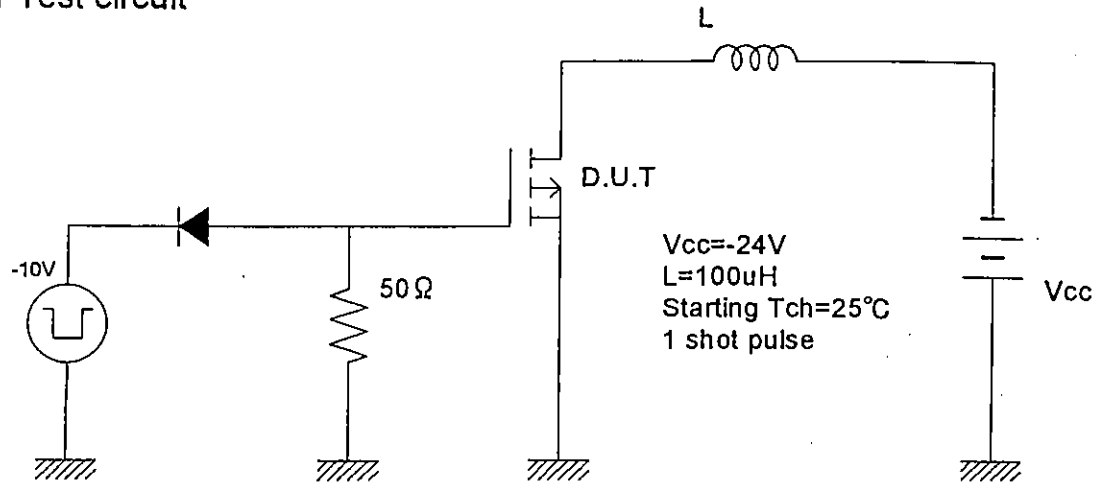 Test circuit
L
D.U.T
-10V
50Ω
Vcc=-24V
L=100uH
Starting Tch=25°C
1 shot pulse
Vcc